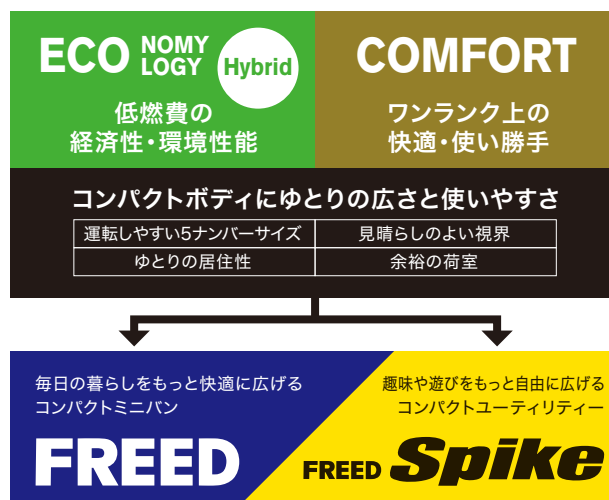 ECO NOMY
LOGY
Hybrid
低燃費の
経済性・環境性能
COMFORT
ワンランク上の
快適・使い勝手
コンパクトボディにゆとりの広さと使いやすさ
運転しやすい5ナンバーサイズ
見晴らしのよい視界
ゆとりの居住性
余裕の荷室
毎日の暮らしをもっと快適に広げる
コンパクトミニバン
FREED
趣味や遊びをもっと自由に広げる
コンパクトユーティリティー
FREED Spike